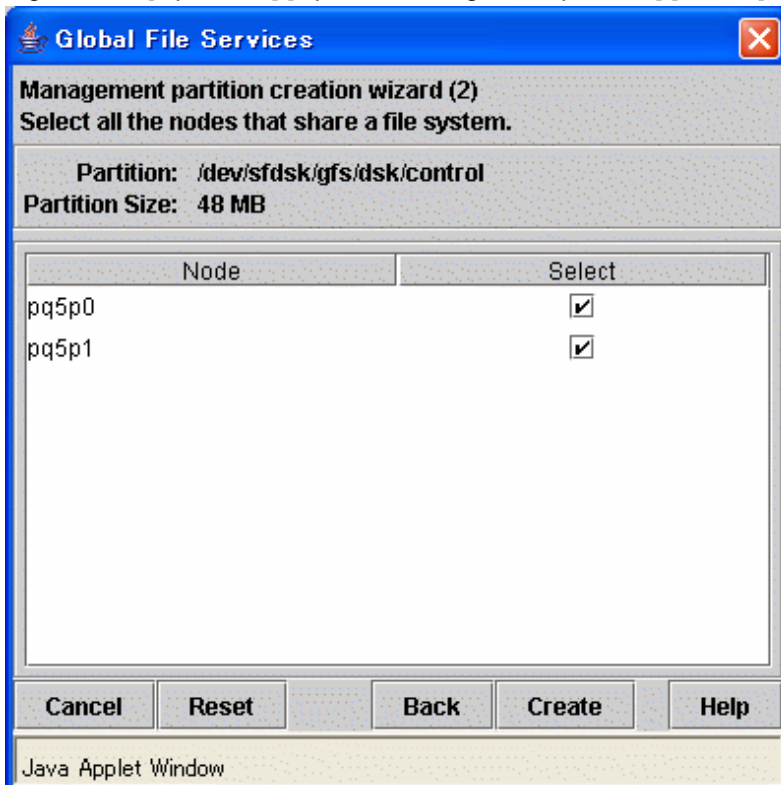 Global File Services
Management partition creation wizard (2)
Select all the nodes that share a file system.
Partition: /dev/sfdsk/gfs/dsk/control
Partition Size: 48 MB
Node Select
pq5p0
pq5p1
Cancel Reset Back Create Help
Java Applet Window